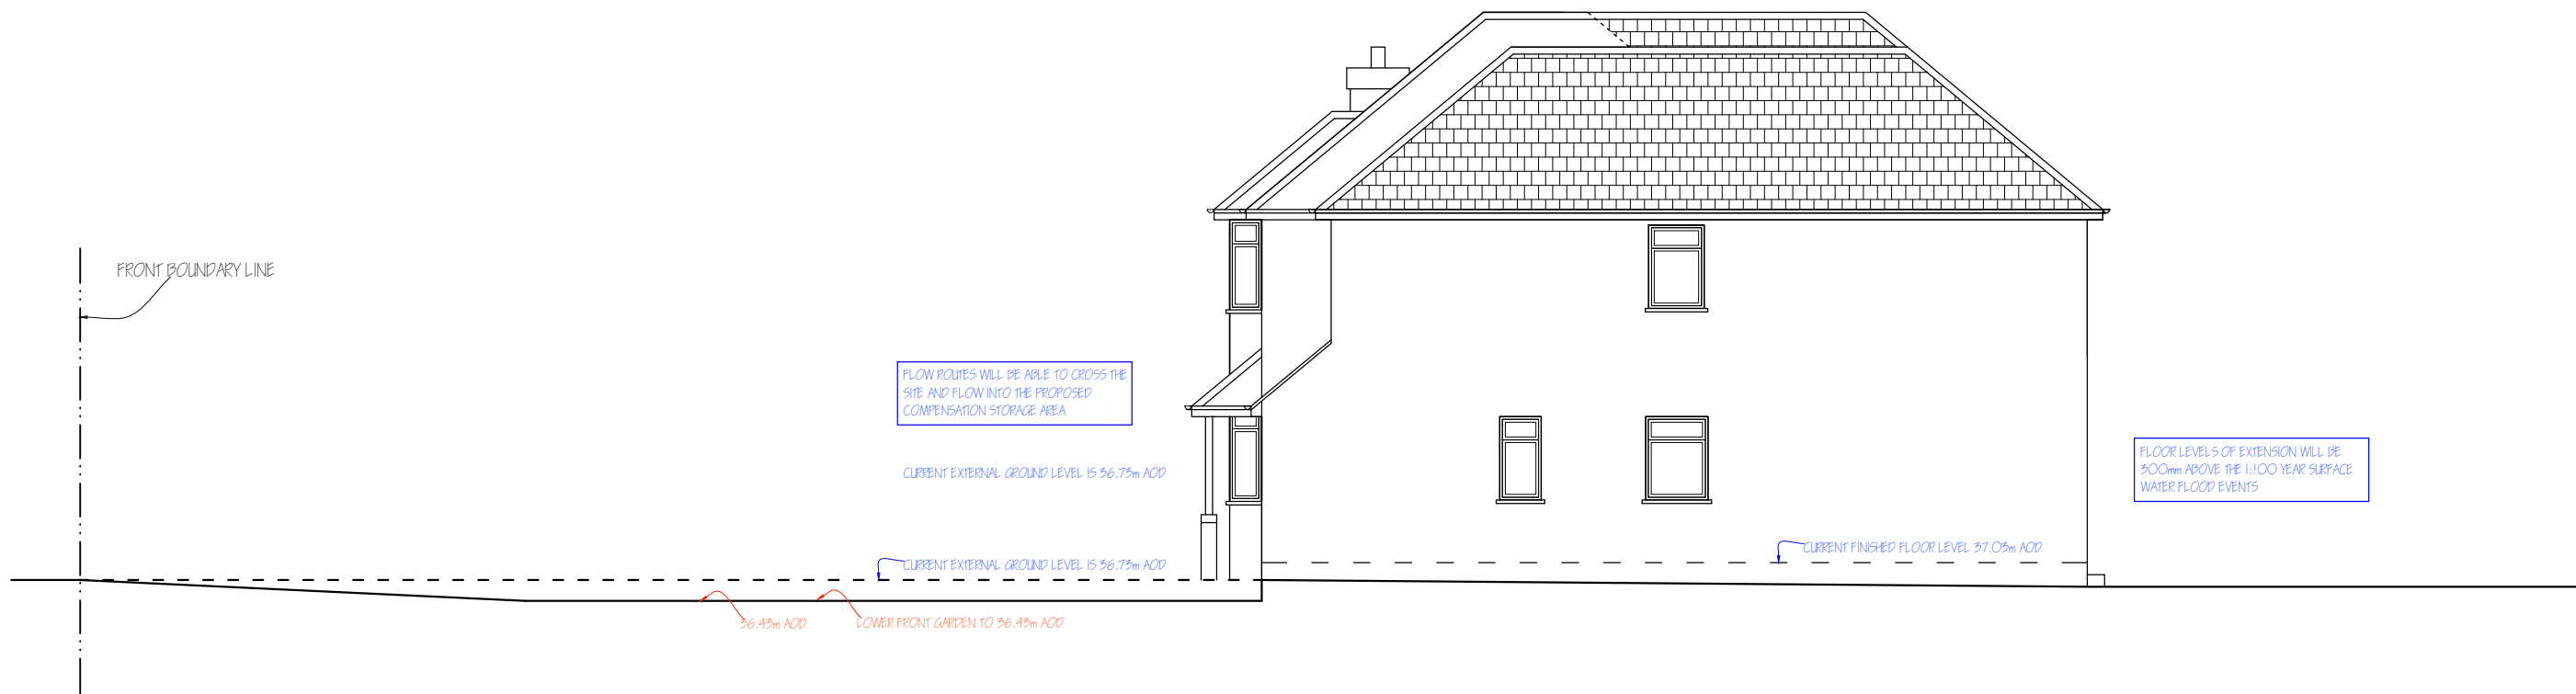 FRONT BOUNDARY LINE
FLOW ROUTES WILL BE ABLE TO CROSS THE
SITE AND FLOW INTO THE PROPOSED
COMPENSATION STORAGE AREA
CURRENT EXTERNAL GROUND LEVEL IS 36.73m AOD
FLOOR LEVELS OF EXTENSION WILL BE
300mm ABOVE THE 1:100 YEAR SURFACE
WATER FLOOD EVENTS
CURRENT EXTERNAL GROUND LEVEL IS 36.73m AOD
CURRENT FINISHED FLOOR LEVEL 37.03m AOD
36.43m AOD
LOWER FRONT GARDEN TO 36.43m AOD